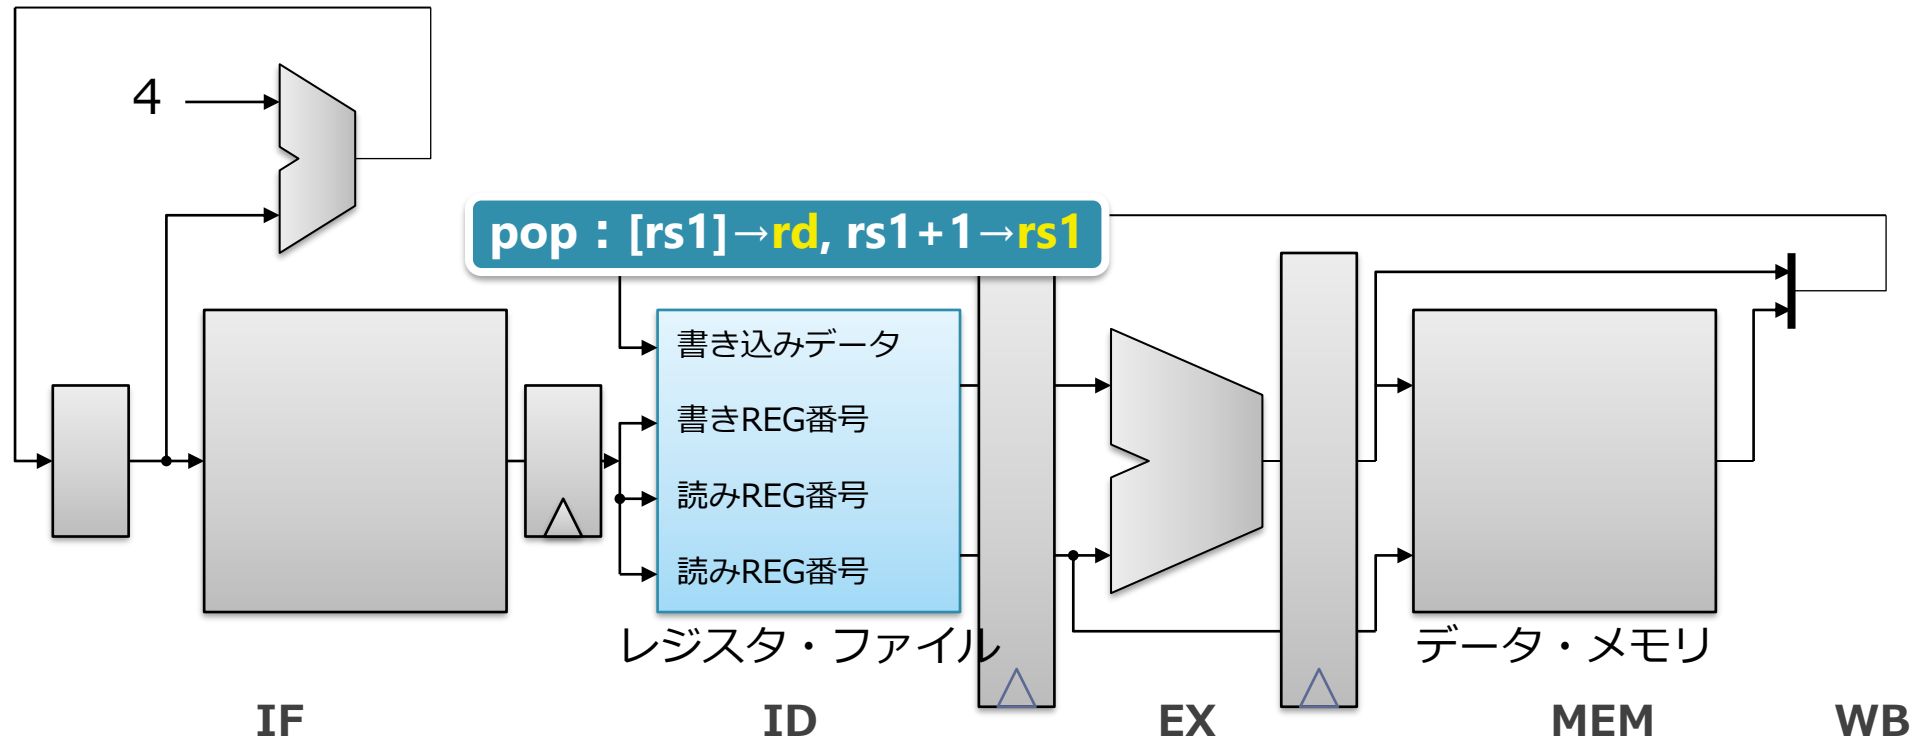 4
pop：[rs1]→rd, rs1+1→rs1
書き込みデータ
書きREG番号
読みREG番号
読みREG番号
レジスタ・ファイル
データ・メモリ
IF
ID
EX
MEM
WB